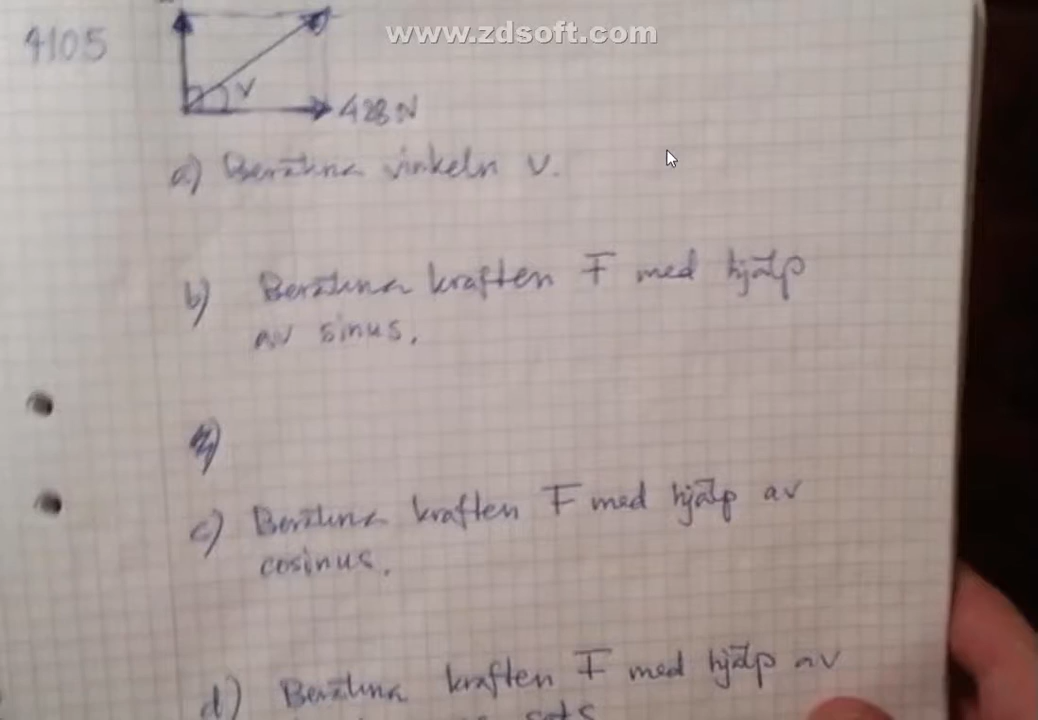 www.zdsoft.com
4105
v
428 N
a) Beräkna vinkeln v.
b) Beräkna kraften F med hjälp
av sinus.
c) Beräkna kraften F med hjälp av
cosinus.
d) Beräkna kraften F med hjälp av
sats